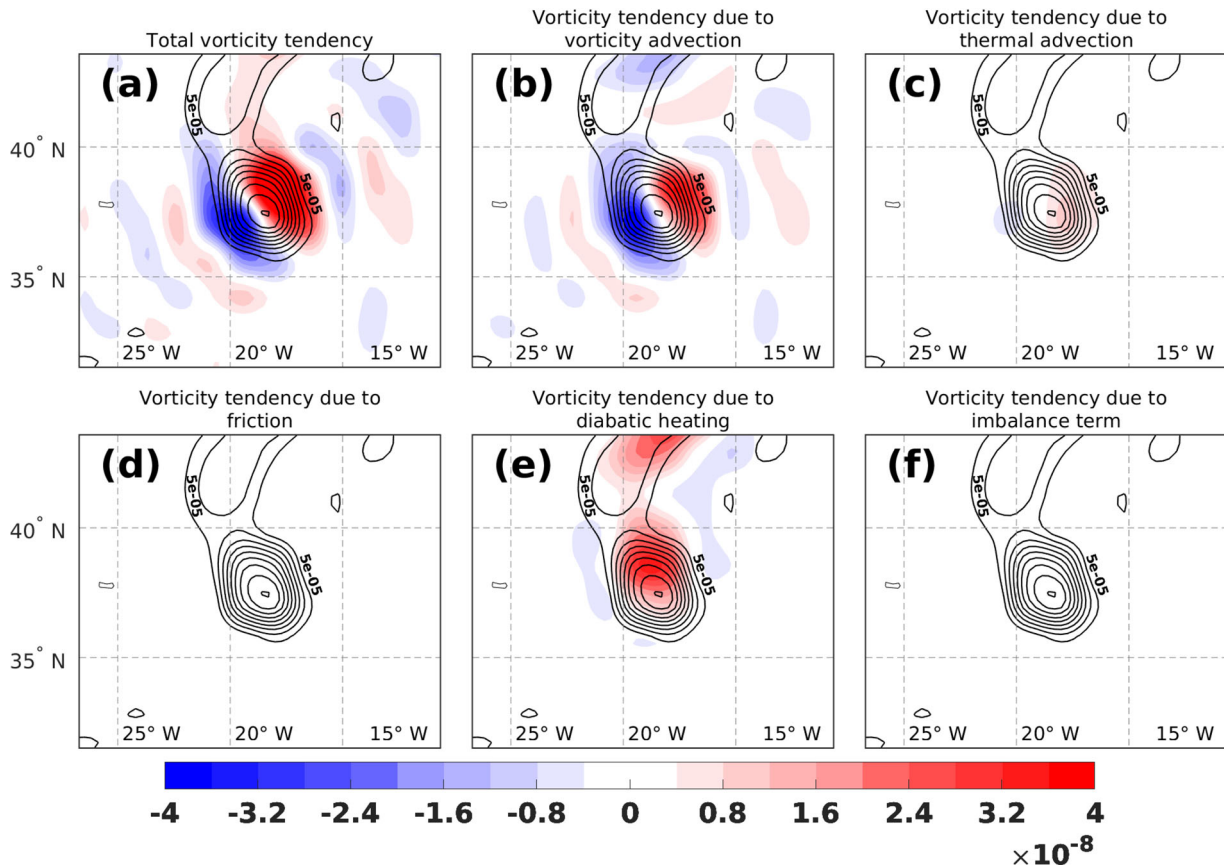 Total vorticity tendency
Vorticity tendency due to
vorticity advection
Vorticity tendency due to
thermal advection
(a)
5e-05
5e-05
40° N
35° N
25° W 20° W 15° W
(b)
5e-05
5e-05
25° W 20° W 15° W
(c)
5e-05
5e-05
25° W 20° W 15° W
Vorticity tendency due to
friction
Vorticity tendency due to
diabatic heating
Vorticity tendency due to
imbalance term
(d)
5e-05
5e-05
40° N
35° N
25° W 20° W 15° W
(e)
5e-05
5e-05
25° W 20° W 15° W
(f)
5e-05
5e-05
25° W 20° W 15° W
-4 -3.2 -2.4 -1.6 -0.8 0 0.8 1.6 2.4 3.2 4
×10⁻⁸